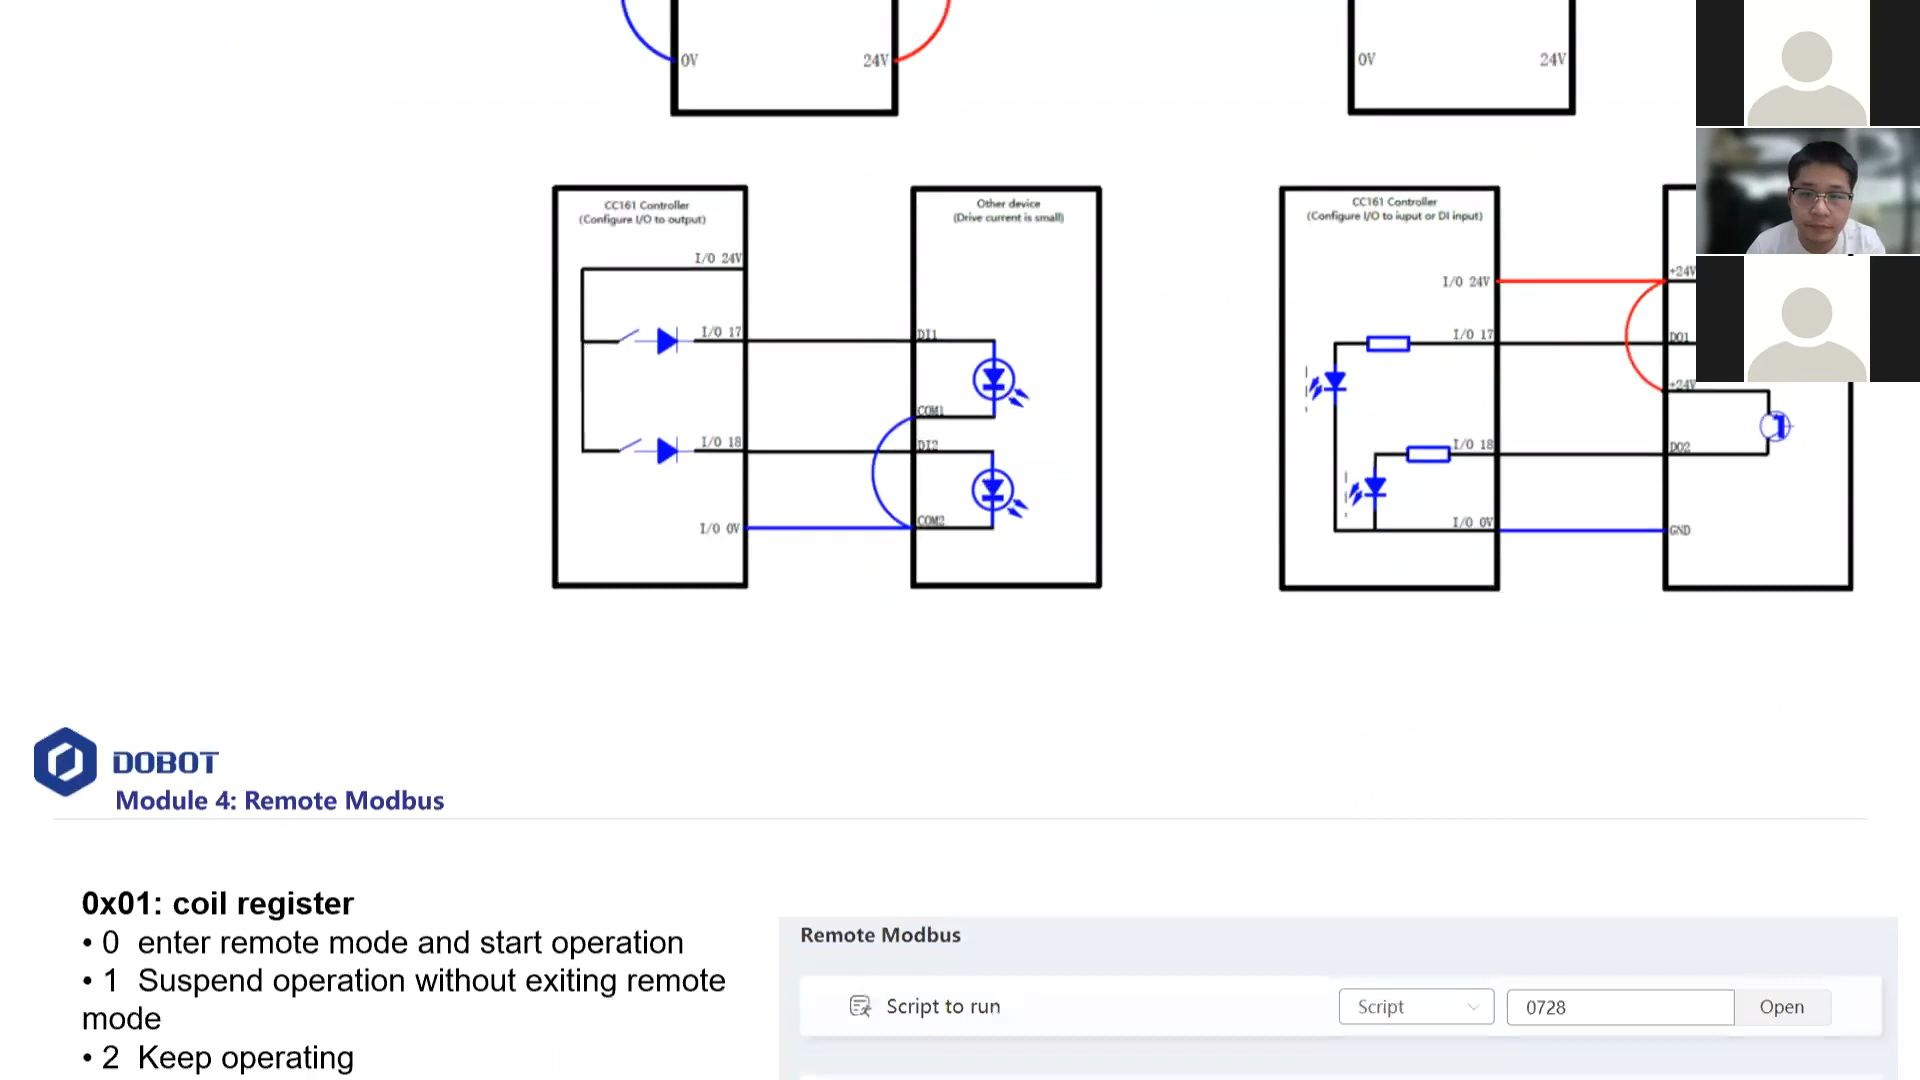 0V
24V
0V
24V
CC161 Controller
(Configure I/O to output)
I/O 24V
I/O 17
I/O 18
I/O 0V
Other device
(Drive current is small)
DI1
COM1
DI2
COM2
CC161 Controller
(Configure I/O to iuput or DI input)
I/O 24V
I/O 17
I/O 18
I/O 0V
+24V
DO1
+24V
DO2
GND
DOBOT
Module 4: Remote Modbus
0x01: coil register
• 0 enter remote mode and start operation
• 1 Suspend operation without exiting remote
mode
• 2 Keep operating
Remote Modbus
Script to run
Script
0728
Open